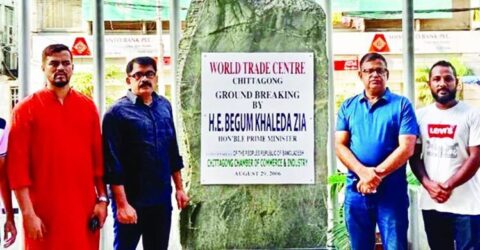 WORLD TRADE CENTRE
CHITTAGONG
GROUND BREAKING
BY
H.E. BEGUM KHALEDA ZIA
HON'BLE PRIME MINISTER
OF THE PEOPLES REPUBLIC OF BANGLADESH
CHITTAGONG CHAMBER OF COMMERCE & INDUSTRY
AUGUST 29, 2006
Levi's